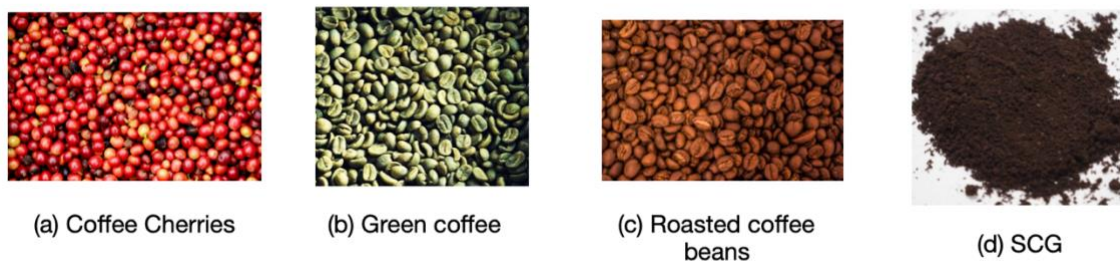 (a) Coffee Cherries
(b) Green coffee
(c) Roasted coffee
beans
(d) SCG